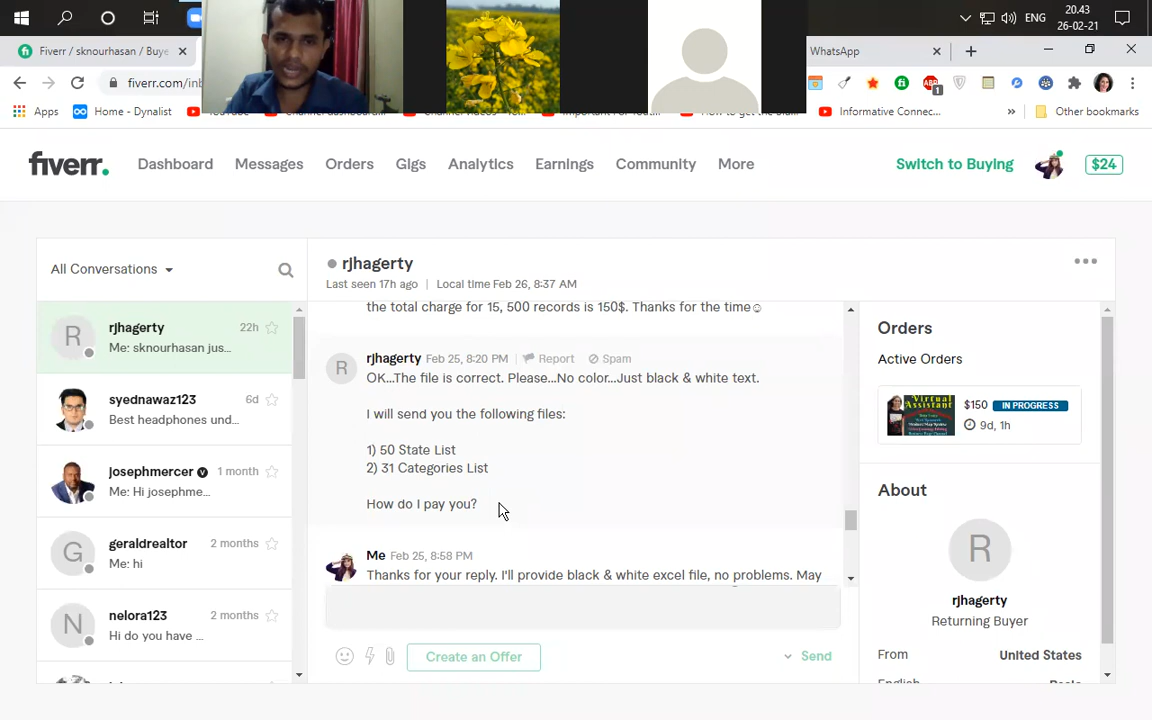 20.43
ENG
26-02-21
Fiverr / sknourhasan / Buye
WhatsApp
fiverr.com/inb
1
Apps
Home - Dynalist
YouTube
Channel dashboard...
Informative Connec...
»
Other bookmarks
fiverr.
Dashboard
Messages
Orders
Gigs
Analytics
Earnings
Community
More
Switch to Buying
$24
All Conversations
rjhagerty
Last seen 17h ago | Local time Feb 26, 8:37 AM
R
rjhagerty
22h
Me: sknourhasan jus...
syednawaz123
6d
Best headphones und...
josephmercer
1 month
Me: Hi josephme...
G
geraldrealtor
2 months
Me: hi
N
nelora123
2 months
Hi do you have ...
the total charge for 15, 500 records is 150$. Thanks for the time☺
R
rjhagerty Feb 25, 8:20 PM | Report Spam
OK...The file is correct. Please...No color...Just black & white text.
I will send you the following files:
1) 50 State List
2) 31 Categories List
How do I pay you?
Me Feb 25, 8:58 PM
Thanks for your reply. I'll provide black & white excel file, no problems. May
Create an Offer
Send
Orders
Active Orders
Virtual
Assistant
$150 IN PROGRESS
9d, 1h
About
R
rjhagerty
Returning Buyer
From
United States